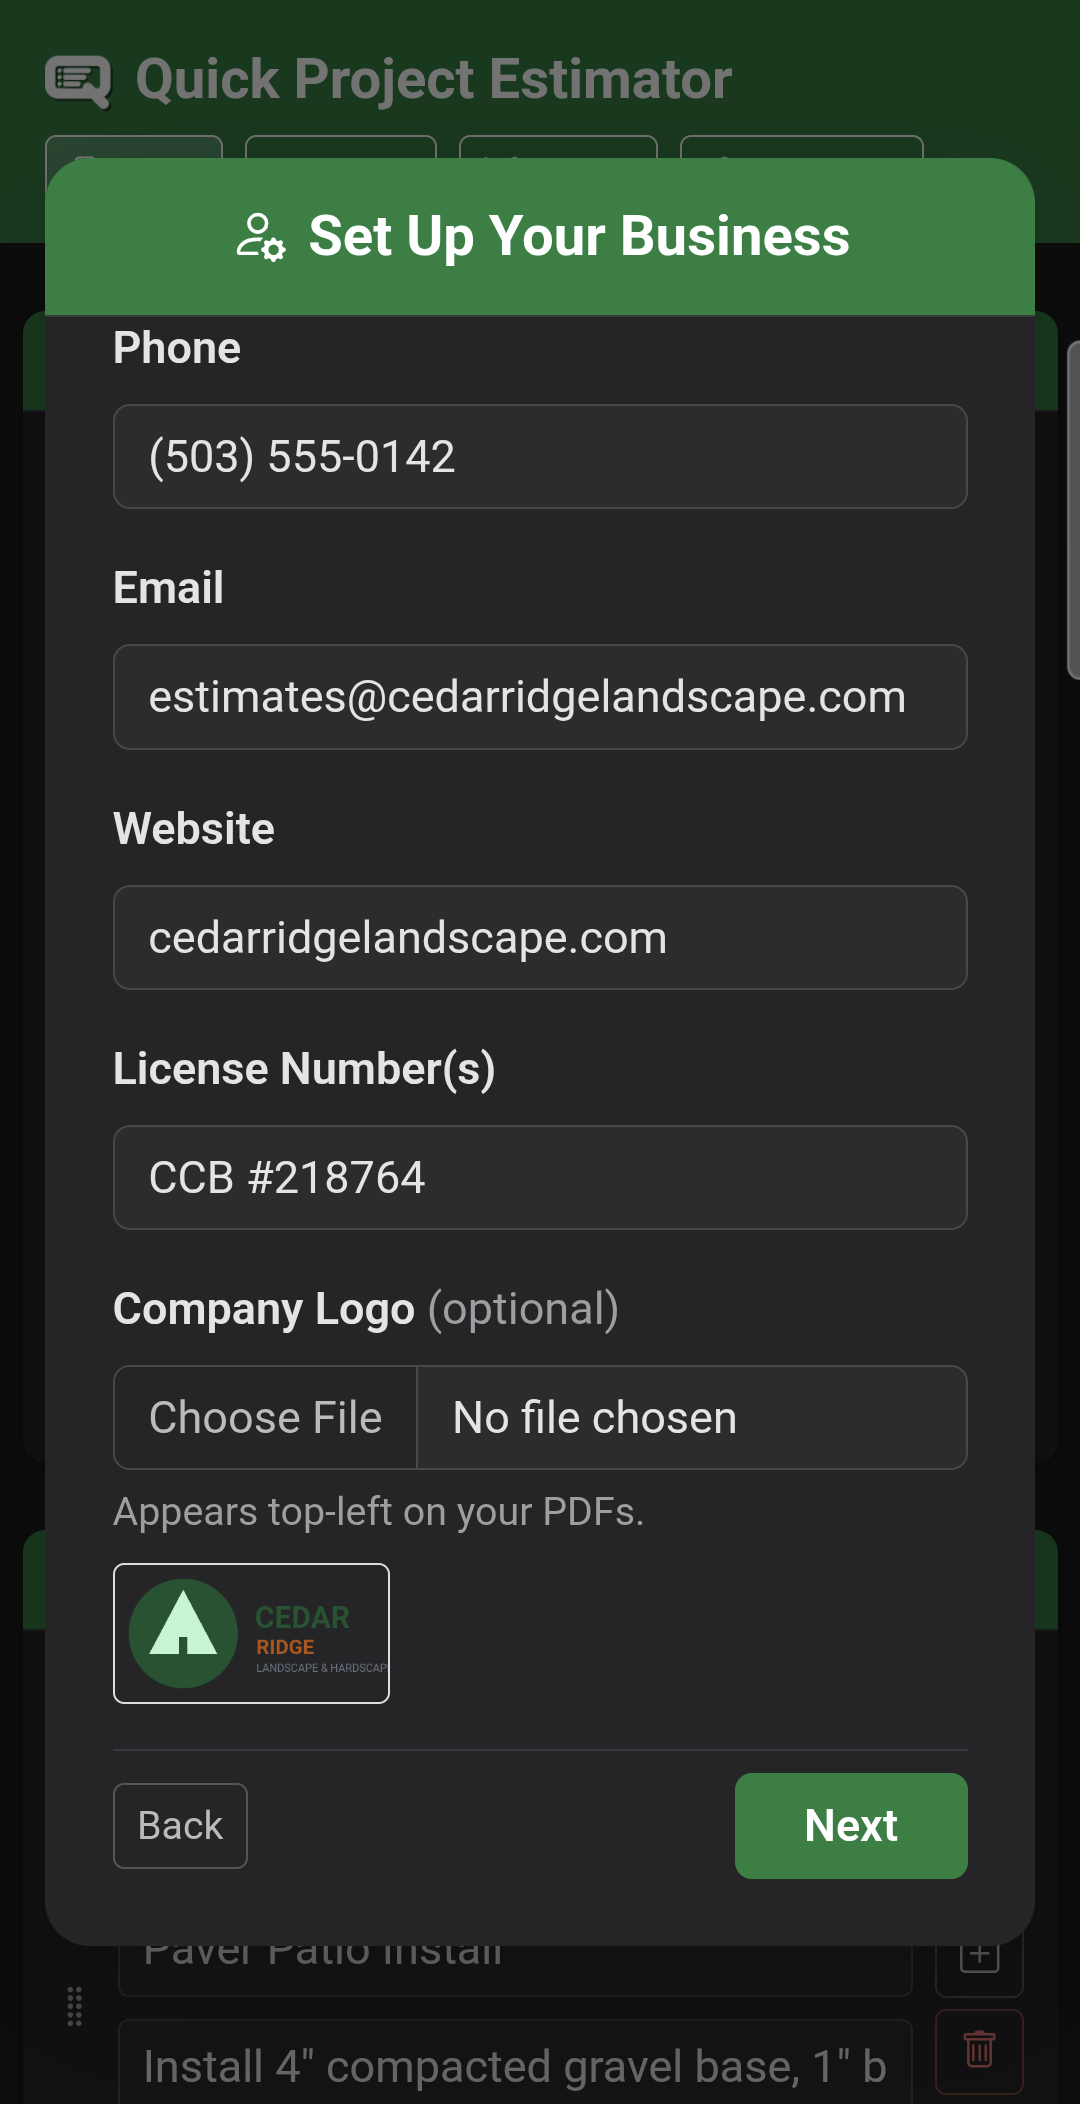 Quick Project Estimator
Set Up Your Business
Phone
(503) 555-0142
Email
estimates@cedarridgelandscape.com
Website
cedarridgelandscape.com
License Number(s)
CCB #218764
Company Logo (optional)
Choose File
No file chosen
Appears top-left on your PDFs.
CEDAR
RIDGE
LANDSCAPE & HARDSCAP
Back
Next
Paver Patio Install
Install 4" compacted gravel base, 1" b